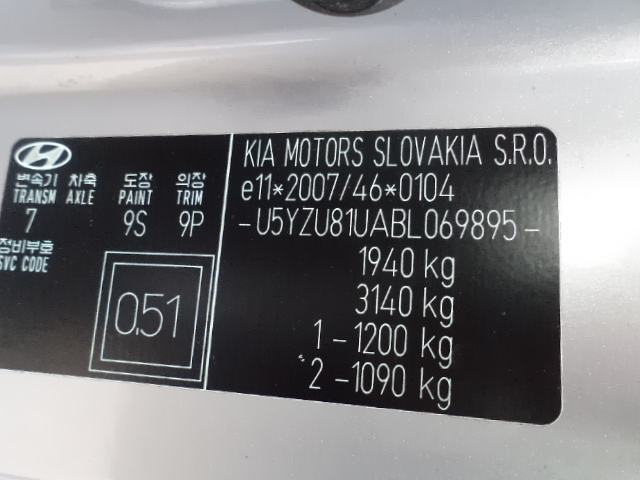 변속기 차축 도장 의장
TRANSM AXLE PAINT TRIM
7 9S 9P
정비부호
SVC CODE
0.51
KIA MOTORS SLOVAKIA S.R.O.
e11*2007/46*0104
-U5YZU81UABL069895-
1940 kg
3140 kg
1-1200 kg
2-1090 kg